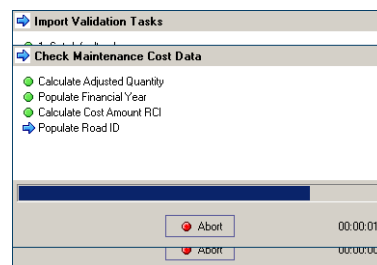 Import Validation Tasks
Check Maintenance Cost Data
Calculate Adjusted Quantity
Populate Financial Year
Calculate Cost Amount RCI
Populate Road ID
Abort 00:00:01
Abort